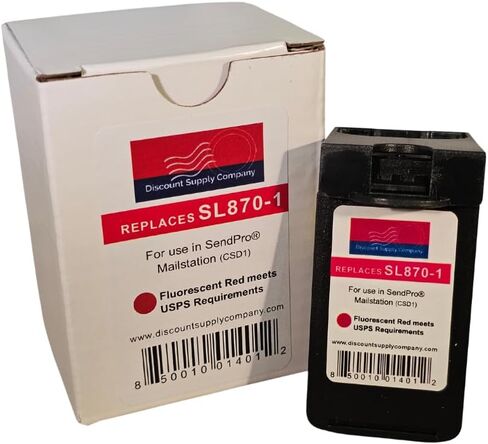 Discount Supply Company
REPLACES SL870-1
For use in SendPro®
Mailstation (CSD1)
Fluorescent Red meets
USPS Requirements
www.discountsupplycompany.com
8 50010 01401 2
Discount Supply Company
REPLACES SL870-1
For use in SendPro®
Mailstation (CSD1)
Fluorescent Red meets
USPS Requirements
www.discountsupplycompany.com
8 50010 01401 2